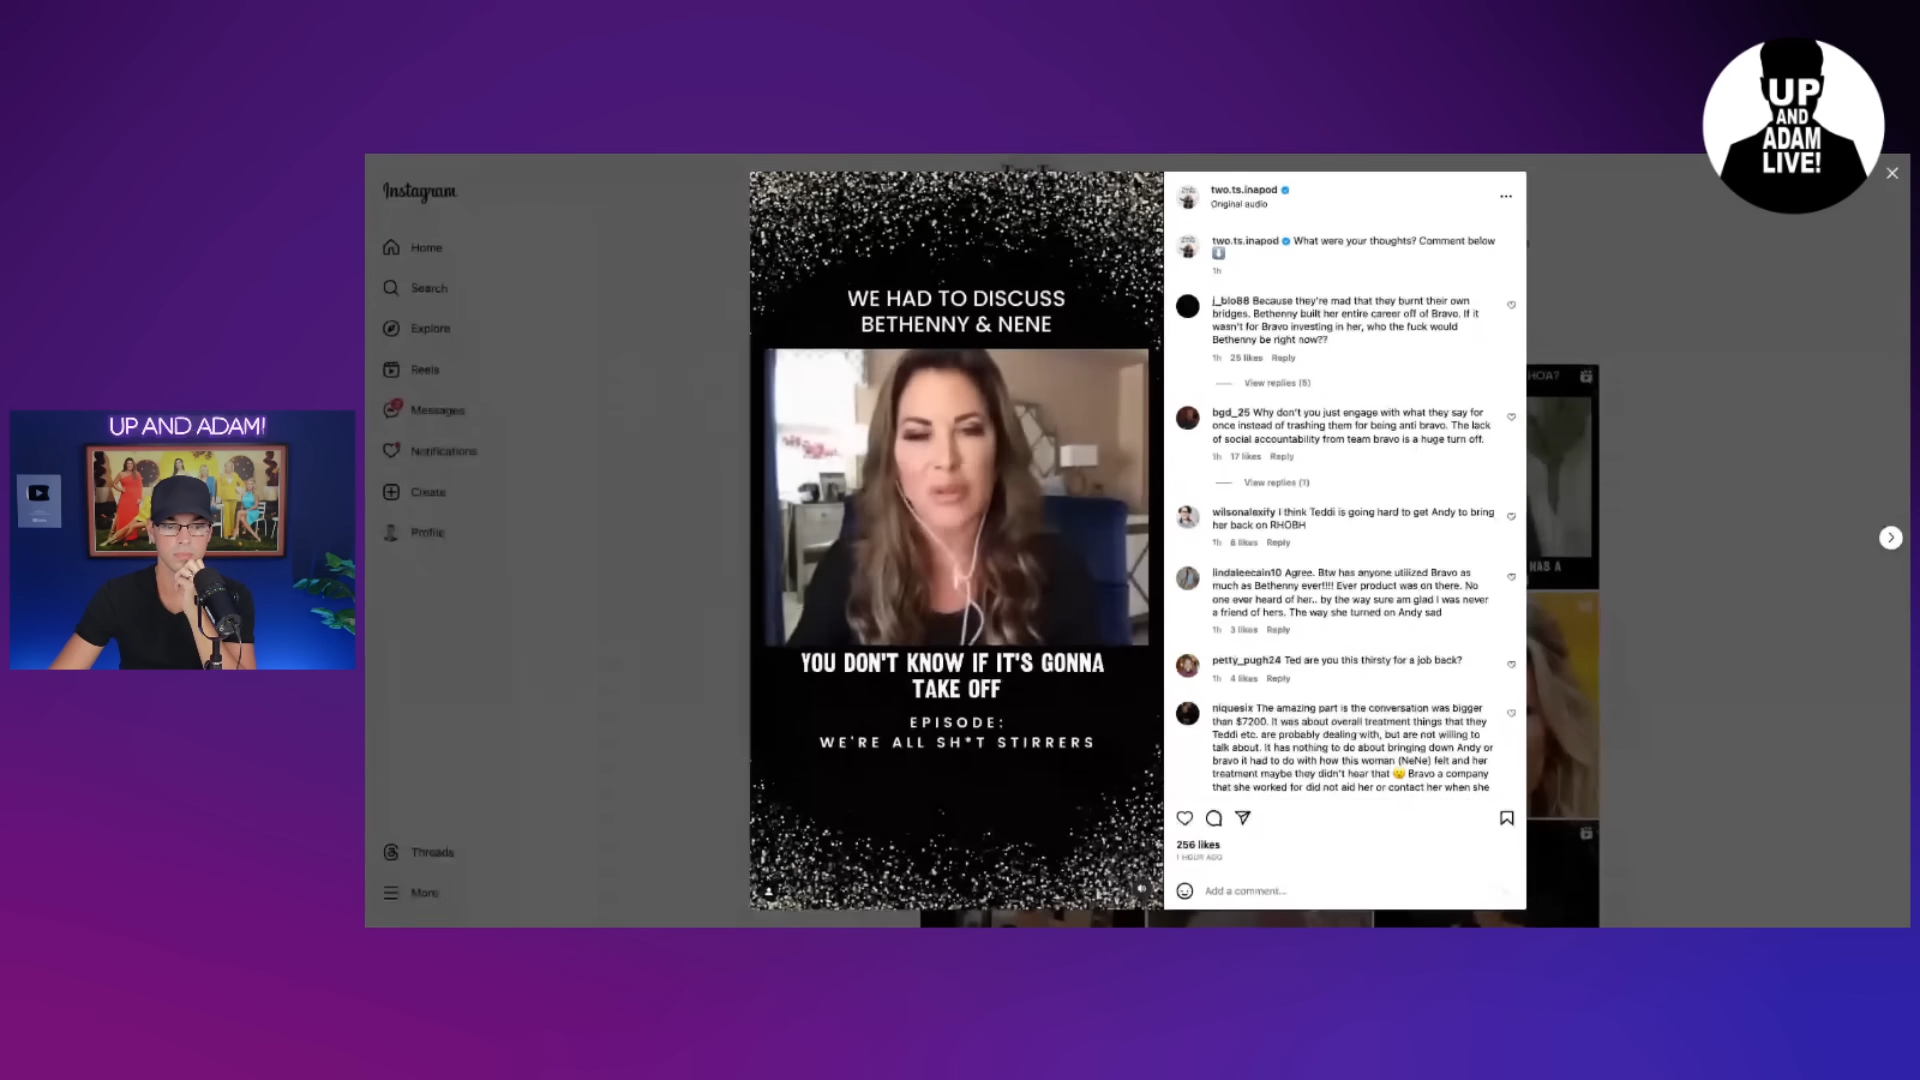 UP
AND
ADAM
LIVE!
Instagram
Home
Search
Explore
Reels
Messages
Notifications
Create
Profile
Threads
More
UP AND ADAM!
WE HAD TO DISCUSS
BETHENNY & NENE
YOU DON'T KNOW IF IT'S GONNA
TAKE OFF
EPISODE:
WE'RE ALL SH*T STIRRERS
two.ts.inapod
Original audio
two.ts.inapod What were your thoughts? Comment below
⬇️
1h
j_blo88 Because they're mad that they burnt their own
bridges. Bethenny built her entire career off of Bravo. If it
wasn't for Bravo investing in her, who the fuck would
Bethenny be right now??
1h 25 likes Reply
View replies (5)
bgd_25 Why don't you just engage with what they say for
once instead of trashing them for being anti bravo. The lack
of social accountability from team bravo is a huge turn off.
1h 17 likes Reply
View replies (1)
wilsonalexify I think Teddi is going hard to get Andy to bring
her back on RHOBH
1h 6 likes Reply
lindaleecain10 Agree. Btw has anyone utilized Bravo as
much as Bethenny ever!!!! Ever product was on there. No
one ever heard of her.. by the way sure am glad I was never
a friend of hers. The way she turned on Andy sad
1h 3 likes Reply
petty_pugh24 Ted are you this thirsty for a job back?
1h 4 likes Reply
niquesix The amazing part is the conversation was bigger
than $7200. It was about overall treatment things that they
Teddi etc. are probably dealing with, but are not willing to
talk about. It has nothing to do about bringing down Andy or
bravo it had to do with how this woman (NeNe) felt and her
treatment maybe they didn't hear that Bravo a company
that she worked for did not aid her or contact her when she
256 likes
1 HOUR AGO
Add a comment...
HOA?
HAS A